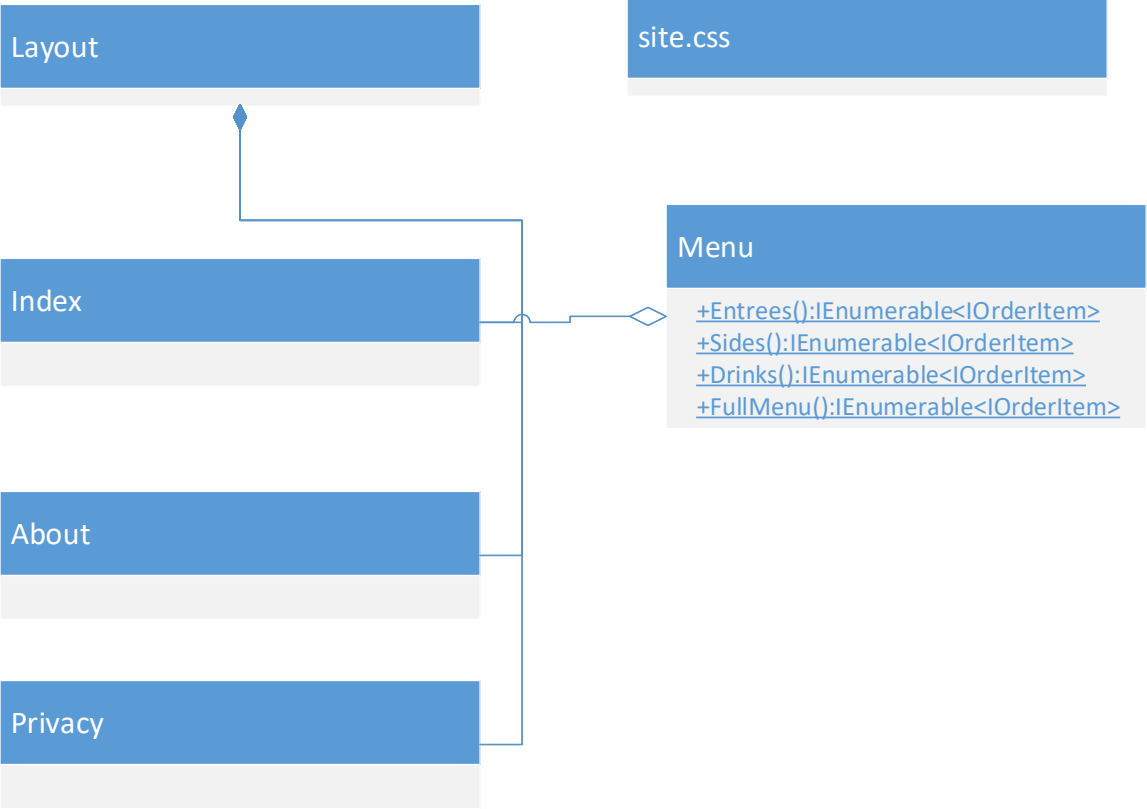 Layout
site.css
Menu
+Entrees():IEnumerable<IOrderItem>
+Sides():IEnumerable<IOrderItem>
+Drinks():IEnumerable<IOrderItem>
+FullMenu():IEnumerable<IOrderItem>
Index
About
Privacy